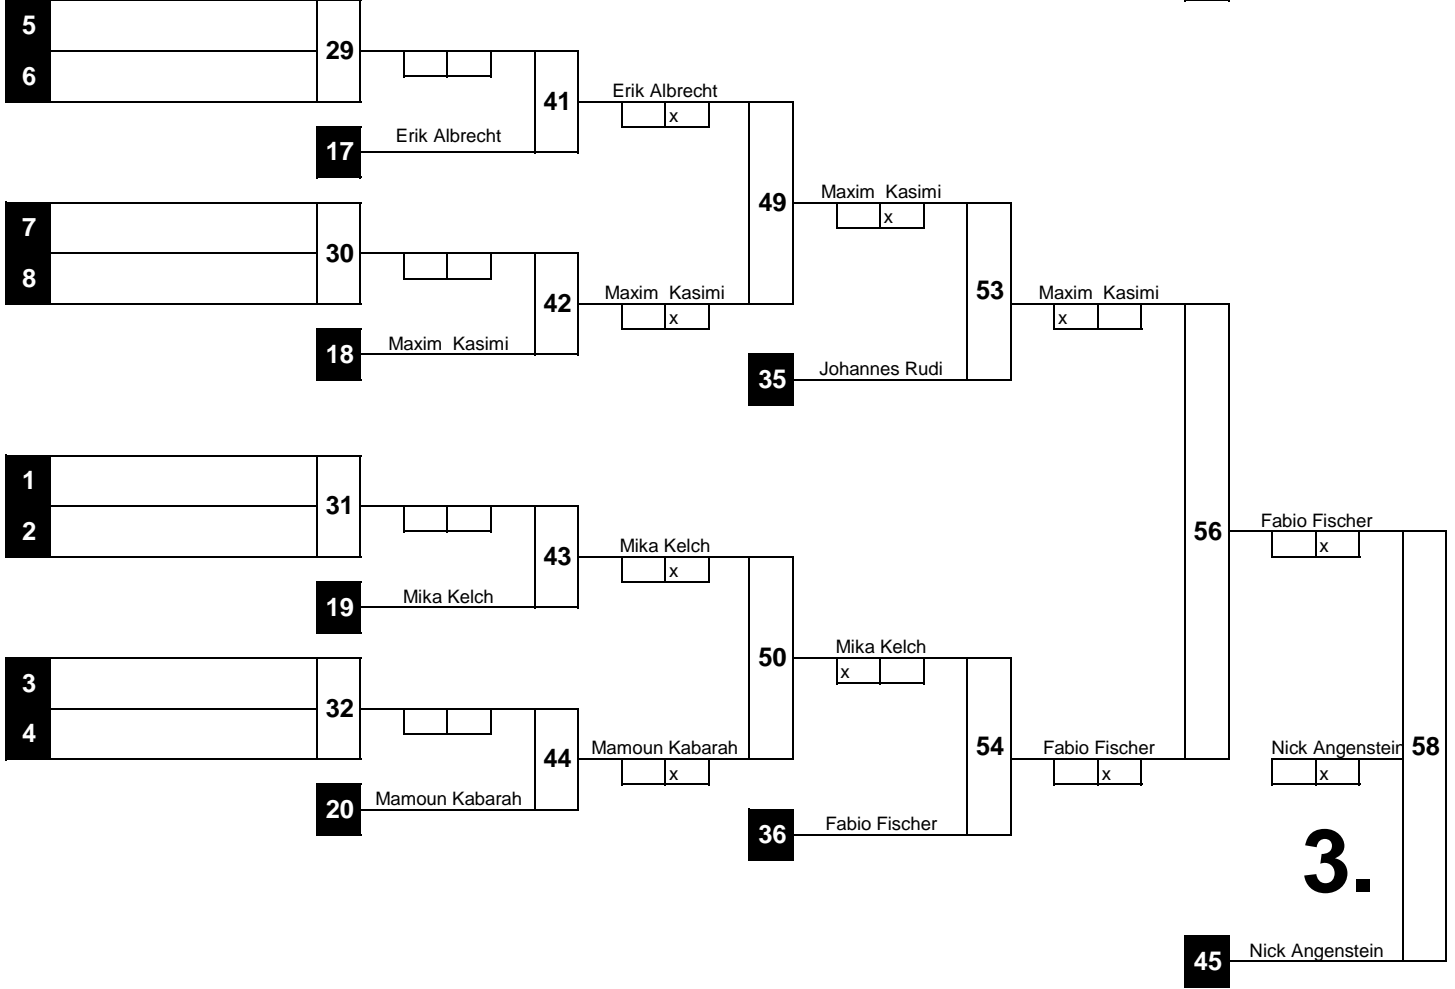 5
29
6
41
Erik Albrecht
x
17
Erik Albrecht
7
49
Maxim  Kasimi
x
30
8
42
Maxim  Kasimi
x
53
Maxim  Kasimi
x
18
Maxim  Kasimi
35
Johannes Rudi
1
31
2
43
Mika Kelch
x
56
Fabio Fischer
x
19
Mika Kelch
50
Mika Kelch
x
3
32
4
44
Mamoun Kabarah
x
54
Fabio Fischer
x
Nick Angenstein
x
58
20
Mamoun Kabarah
36
Fabio Fischer
3.
45
Nick Angenstein